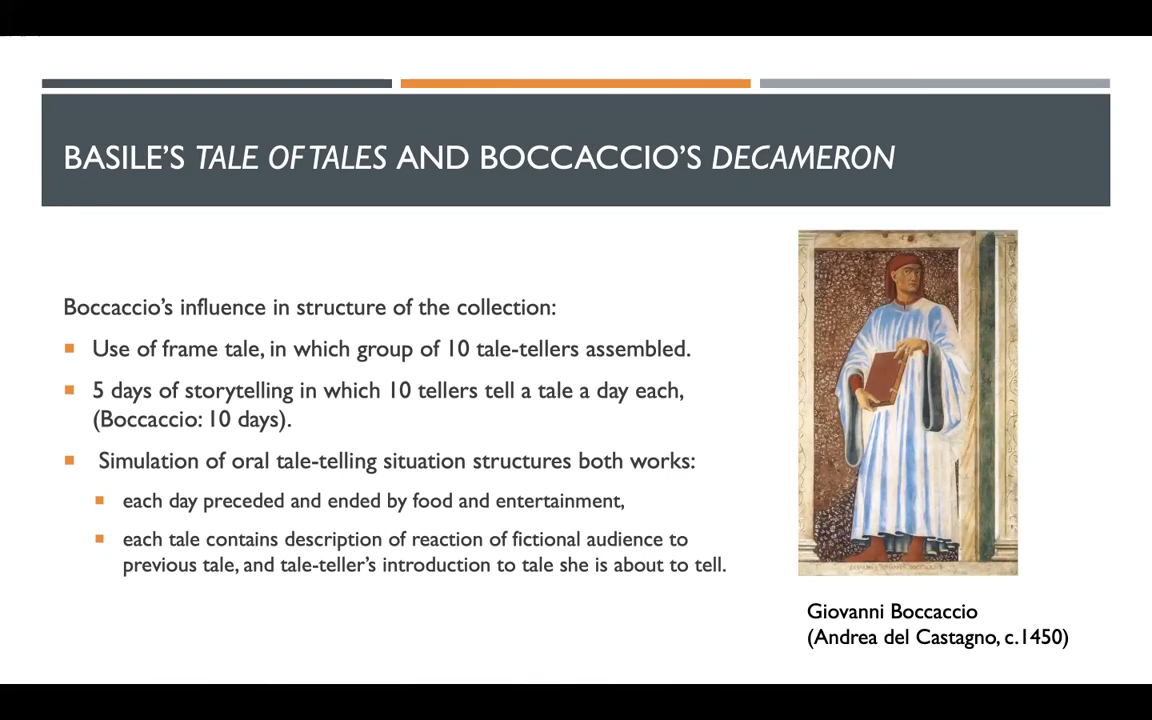 BASILE'S TALE OF TALES AND BOCCACCIO'S DECAMERON
Boccaccio's influence in structure of the collection:
Use of frame tale, in which group of 10 tale-tellers assembled.
5 days of storytelling in which 10 tellers tell a tale a day each,
(Boccaccio: 10 days).
Simulation of oral tale-telling situation structures both works:
each day preceded and ended by food and entertainment,
each tale contains description of reaction of fictional audience to
previous tale, and tale-teller's introduction to tale she is about to tell.
Giovanni Boccaccio
(Andrea del Castagno, c.1450)